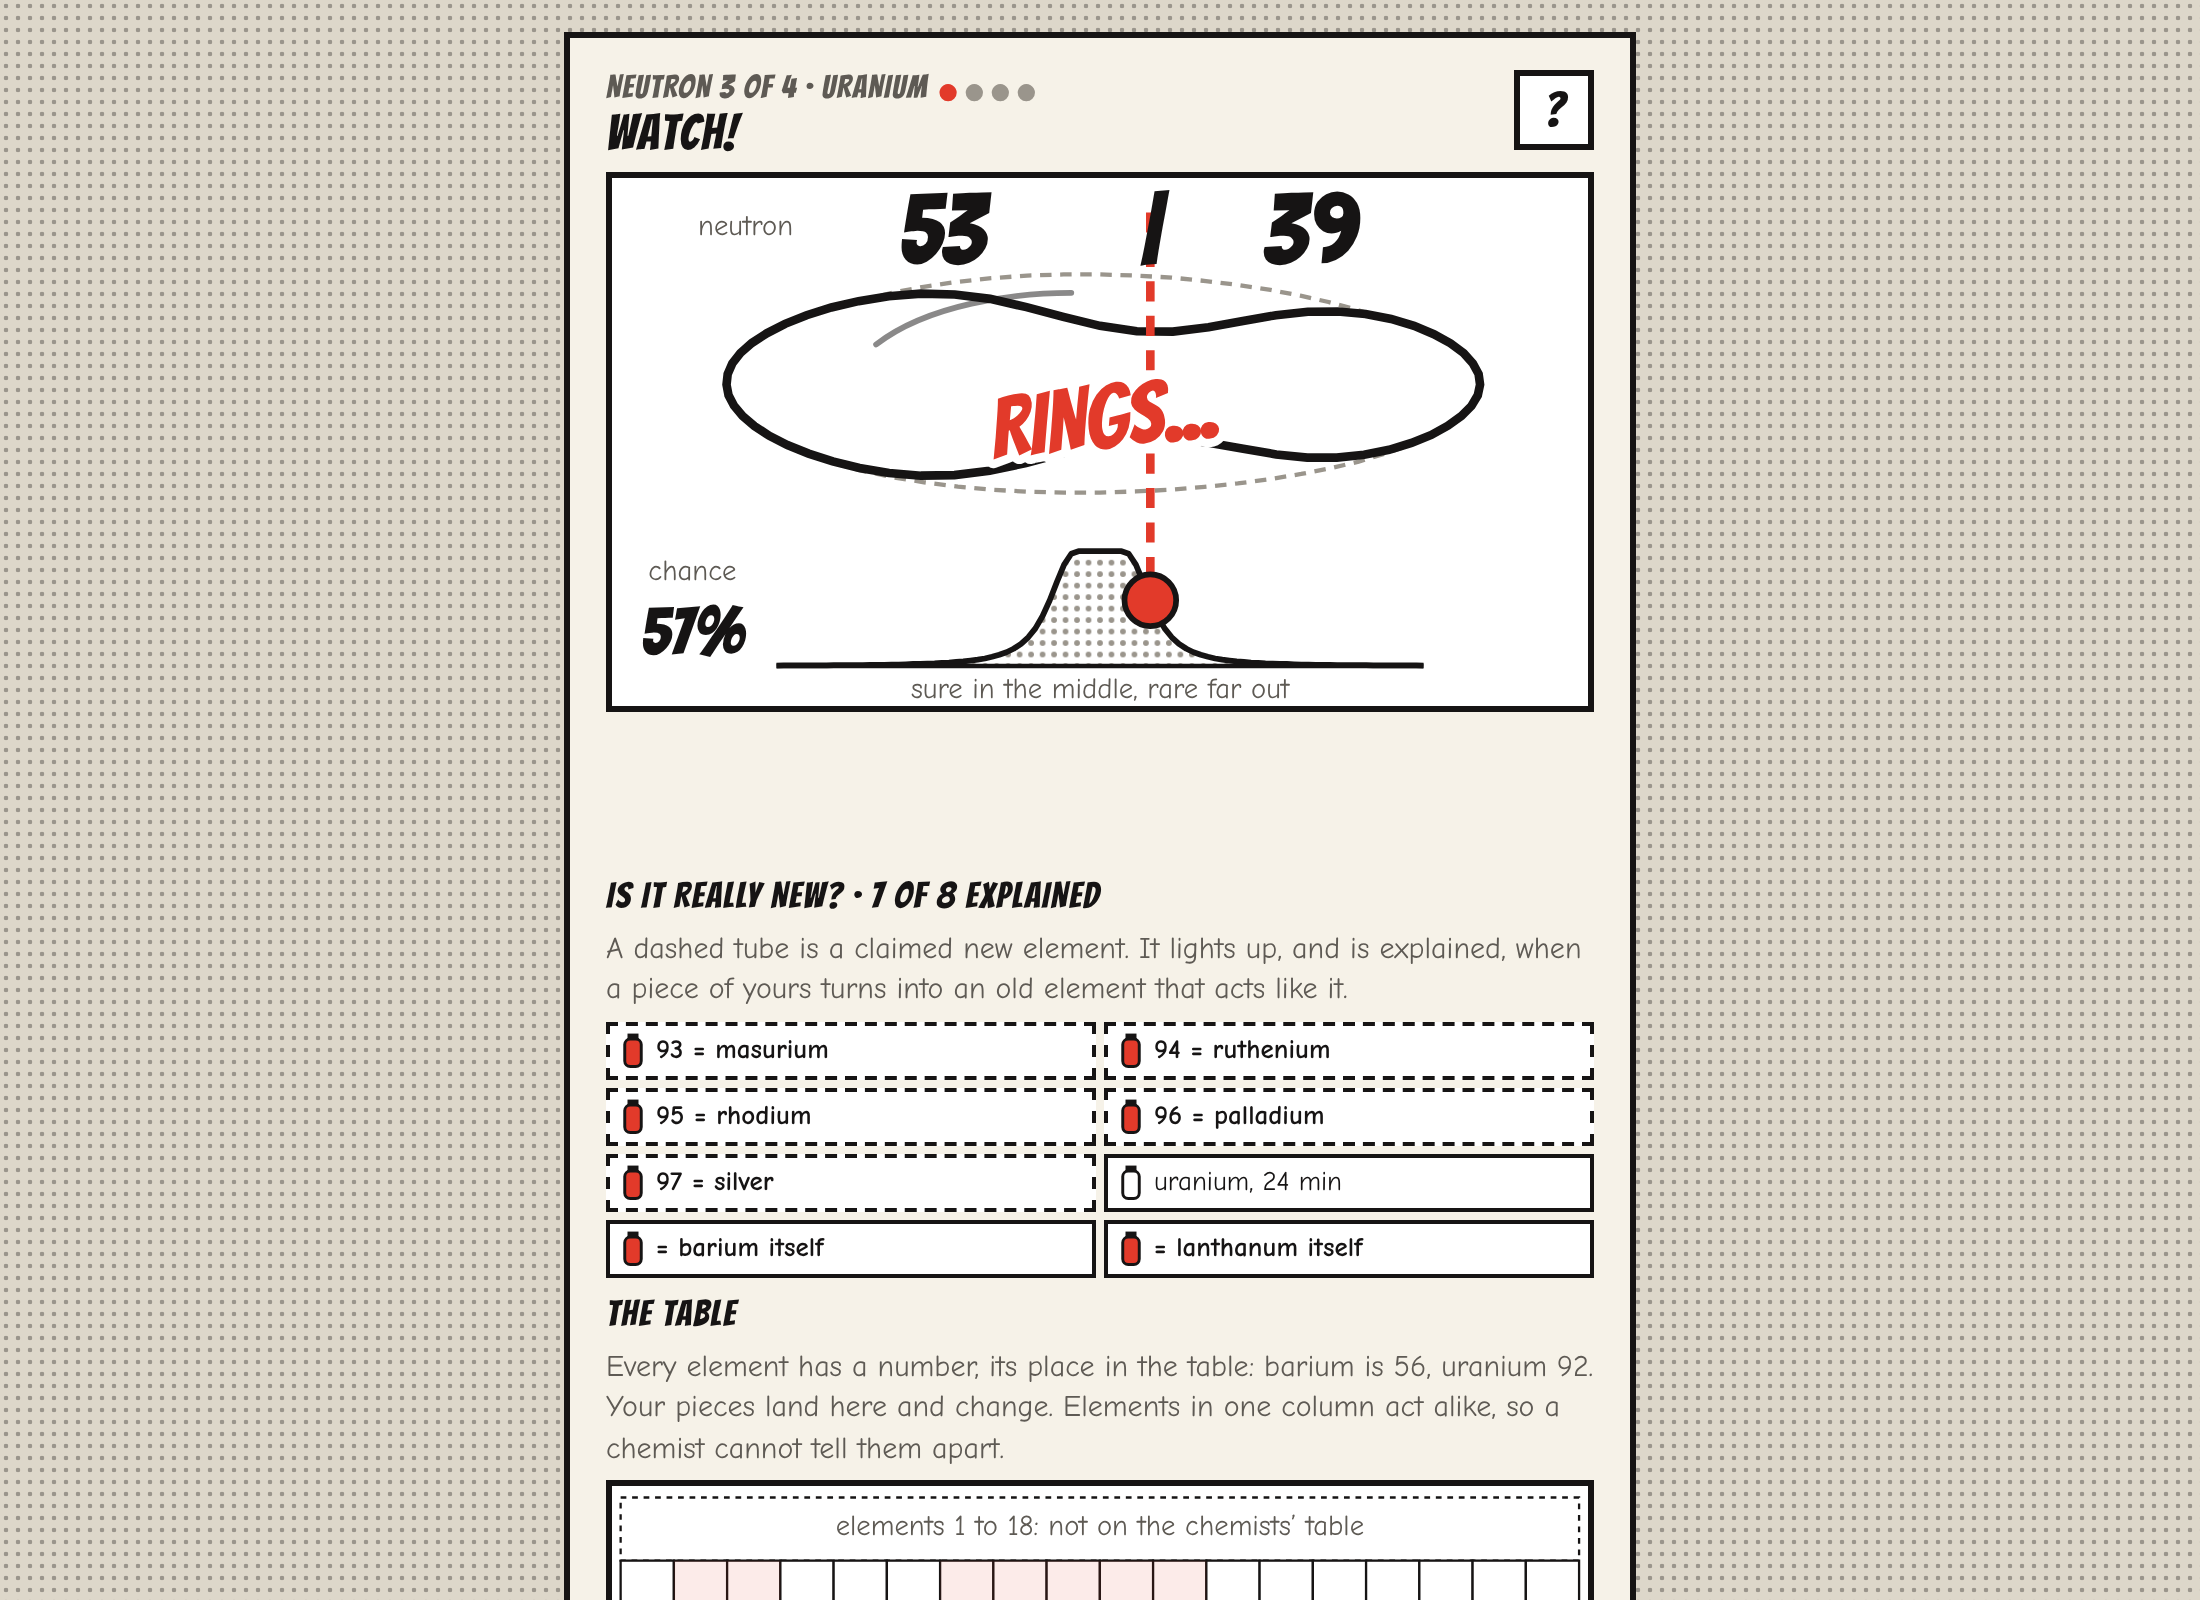 NEUTRON 3 OF 4 · URANIUM
WATCH!
?
neutron
53 / 39
RINGS...
chance
57%
sure in the middle, rare far out
IS IT REALLY NEW? · 7 OF 8 EXPLAINED
A dashed tube is a claimed new element. It lights up, and is explained, when
a piece of yours turns into an old element that acts like it.
93 = masurium
94 = ruthenium
95 = rhodium
96 = palladium
97 = silver
uranium, 24 min
= barium itself
= lanthanum itself
THE TABLE
Every element has a number, its place in the table: barium is 56, uranium 92.
Your pieces land here and change. Elements in one column act alike, so a
chemist cannot tell them apart.
elements 1 to 18: not on the chemists’ table